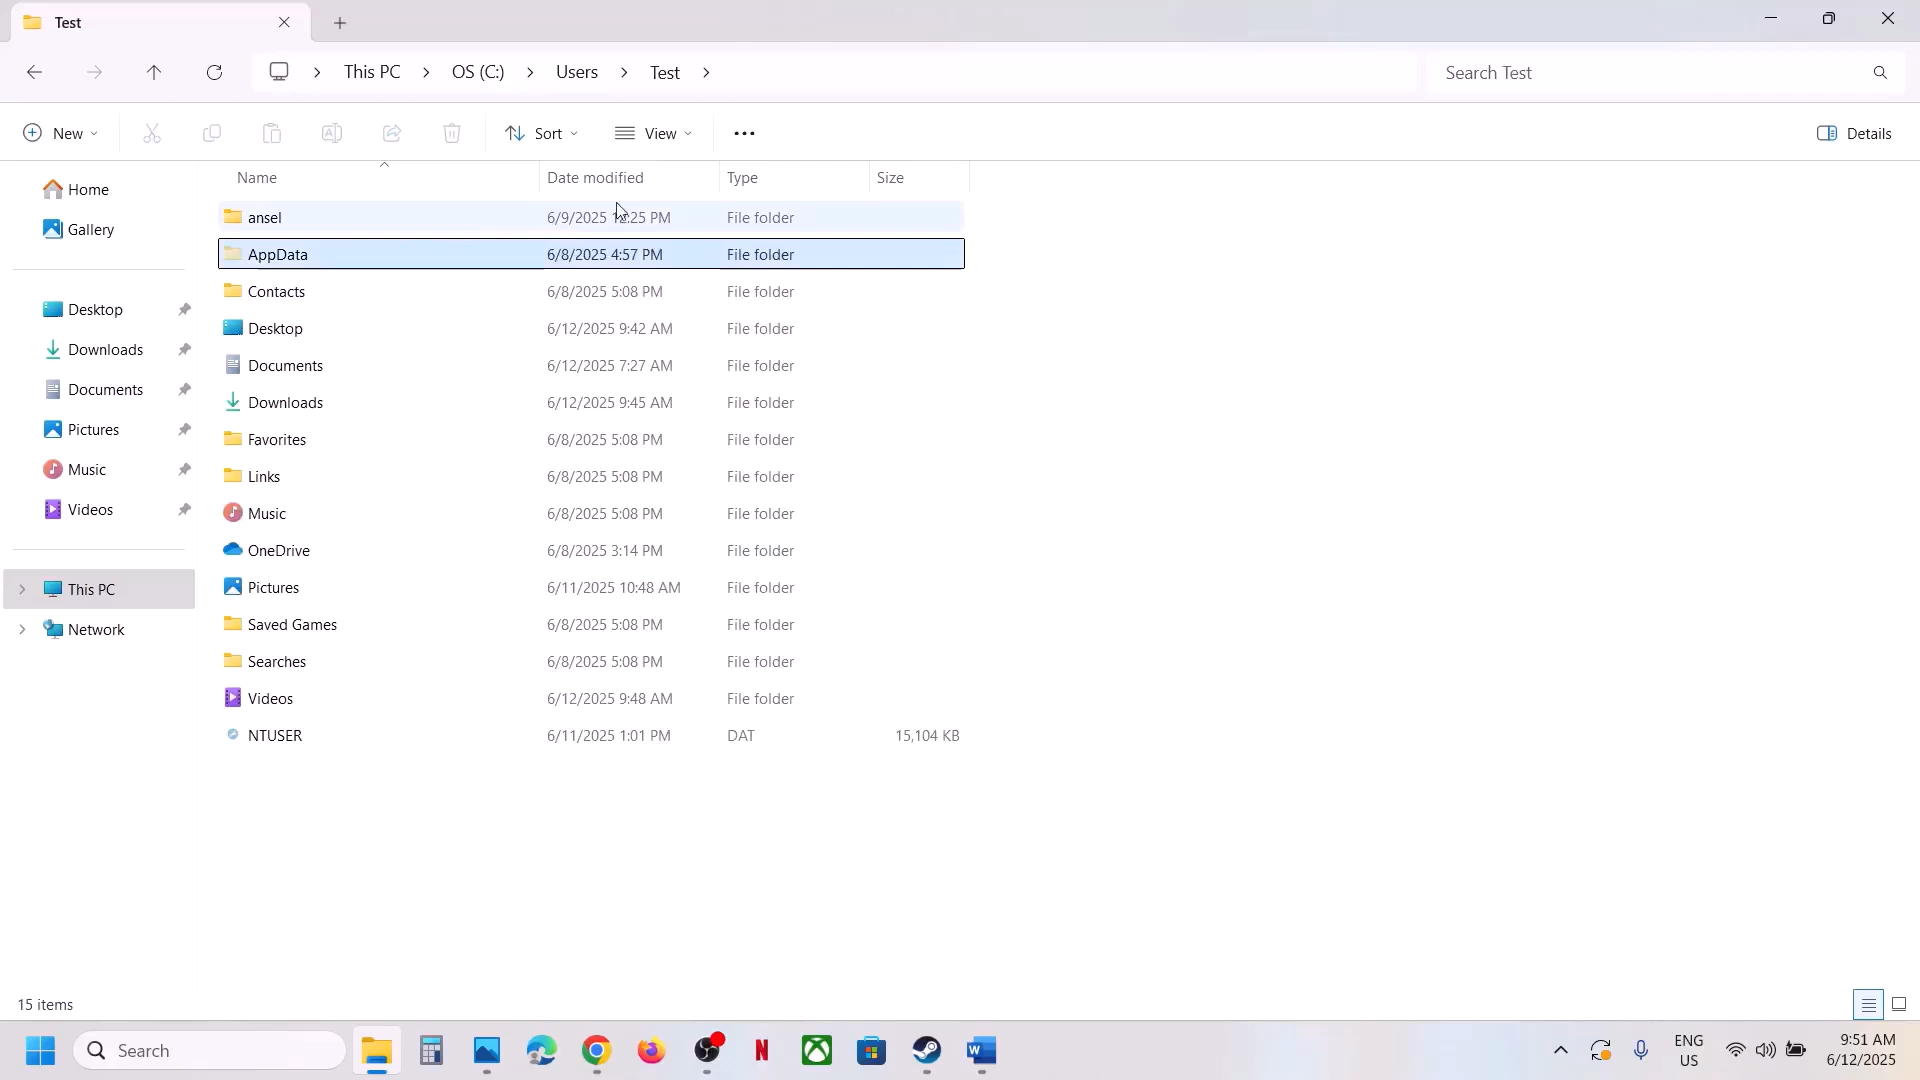 Test
This PC > OS (C:) > Users > Test >
Search Test
New
Sort
View
Details
Name Date modified Type Size
Home
Gallery
Desktop
Downloads
Documents
Pictures
Music
Videos
This PC
Network
ansel 6/9/2025 12:25 PM File folder
AppData 6/8/2025 4:57 PM File folder
Contacts 6/8/2025 5:08 PM File folder
Desktop 6/12/2025 9:42 AM File folder
Documents 6/12/2025 7:27 AM File folder
Downloads 6/12/2025 9:45 AM File folder
Favorites 6/8/2025 5:08 PM File folder
Links 6/8/2025 5:08 PM File folder
Music 6/8/2025 5:08 PM File folder
OneDrive 6/8/2025 3:14 PM File folder
Pictures 6/11/2025 10:48 AM File folder
Saved Games 6/8/2025 5:08 PM File folder
Searches 6/8/2025 5:08 PM File folder
Videos 6/12/2025 9:48 AM File folder
NTUSER 6/11/2025 1:01 PM DAT 15,104 KB
15 items
Search
ENG
US
9:51 AM
6/12/2025